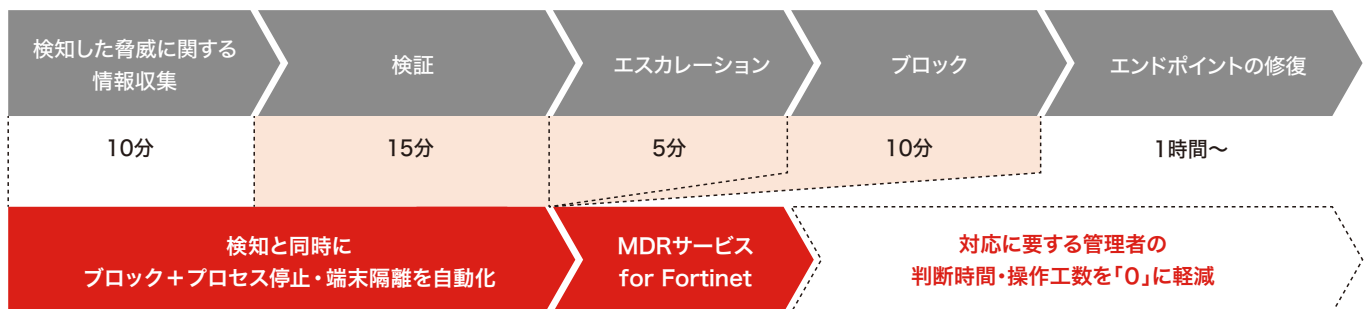 検知した脅威に関する
情報収集
検証
エスカレーション
ブロック
エンドポイントの修復
10分
15分
5分
10分
1時間～
検知と同時に
ブロック＋プロセス停止・端末隔離を自動化
MDRサービス
for Fortinet
対応に要する管理者の
判断時間・操作工数を「0」に軽減